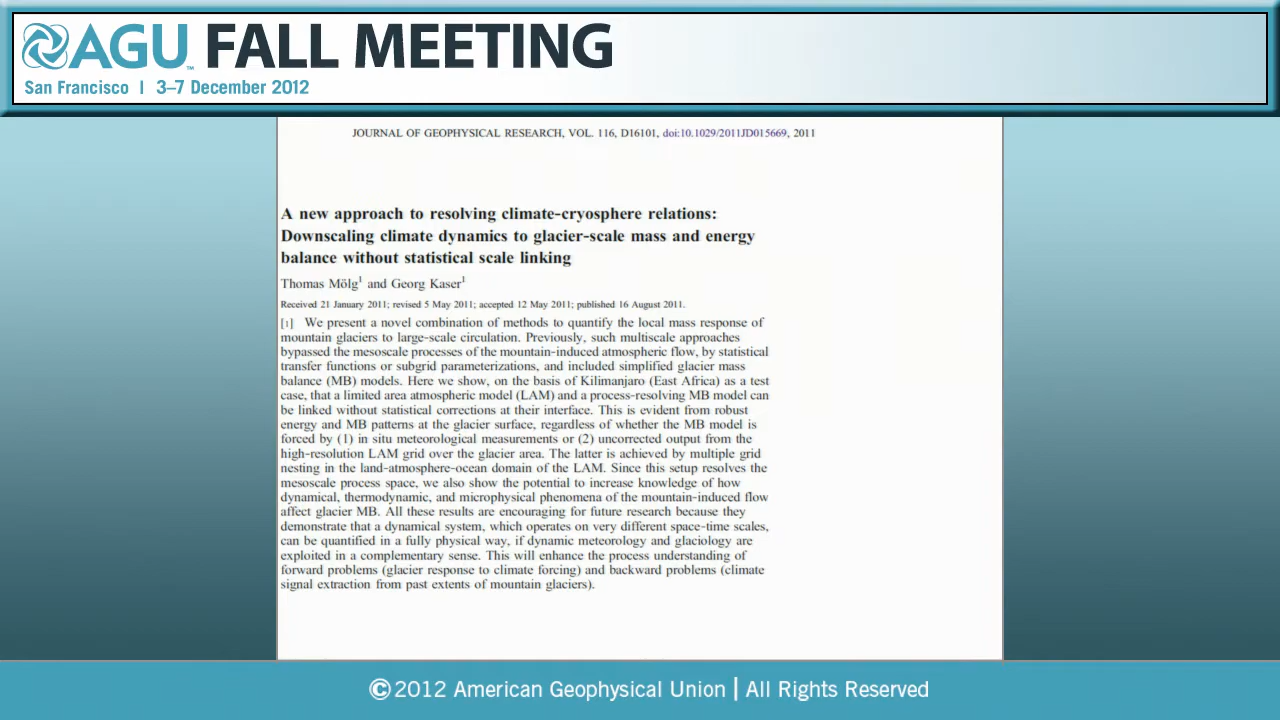 AGU™ FALL MEETING
San Francisco | 3–7 December 2012
JOURNAL OF GEOPHYSICAL RESEARCH, VOL. 116, D16101, doi:10.1029/2011JD015669, 2011
A new approach to resolving climate-cryosphere relations:
Downscaling climate dynamics to glacier-scale mass and energy
balance without statistical scale linking
Thomas Mölg¹ and Georg Kaser¹
Received 21 January 2011; revised 5 May 2011; accepted 12 May 2011; published 16 August 2011.
[1] We present a novel combination of methods to quantify the local mass response of
mountain glaciers to large-scale circulation. Previously, such multiscale approaches
bypassed the mesoscale processes of the mountain-induced atmospheric flow, by statistical
transfer functions or subgrid parameterizations, and included simplified glacier mass
balance (MB) models. Here we show, on the basis of Kilimanjaro (East Africa) as a test
case, that a limited area atmospheric model (LAM) and a process-resolving MB model can
be linked without statistical corrections at their interface. This is evident from robust
energy and MB patterns at the glacier surface, regardless of whether the MB model is
forced by (1) in situ meteorological measurements or (2) uncorrected output from the
high-resolution LAM grid over the glacier area. The latter is achieved by multiple grid
nesting in the land-atmosphere-ocean domain of the LAM. Since this setup resolves the
mesoscale process space, we also show the potential to increase knowledge of how
dynamical, thermodynamic, and microphysical phenomena of the mountain-induced flow
affect glacier MB. All these results are encouraging for future research because they
demonstrate that a dynamical system, which operates on very different space-time scales,
can be quantified in a fully physical way, if dynamic meteorology and glaciology are
exploited in a complementary sense. This will enhance the process understanding of
forward problems (glacier response to climate forcing) and backward problems (climate
signal extraction from past extents of mountain glaciers).
©2012 American Geophysical Union | All Rights Reserved